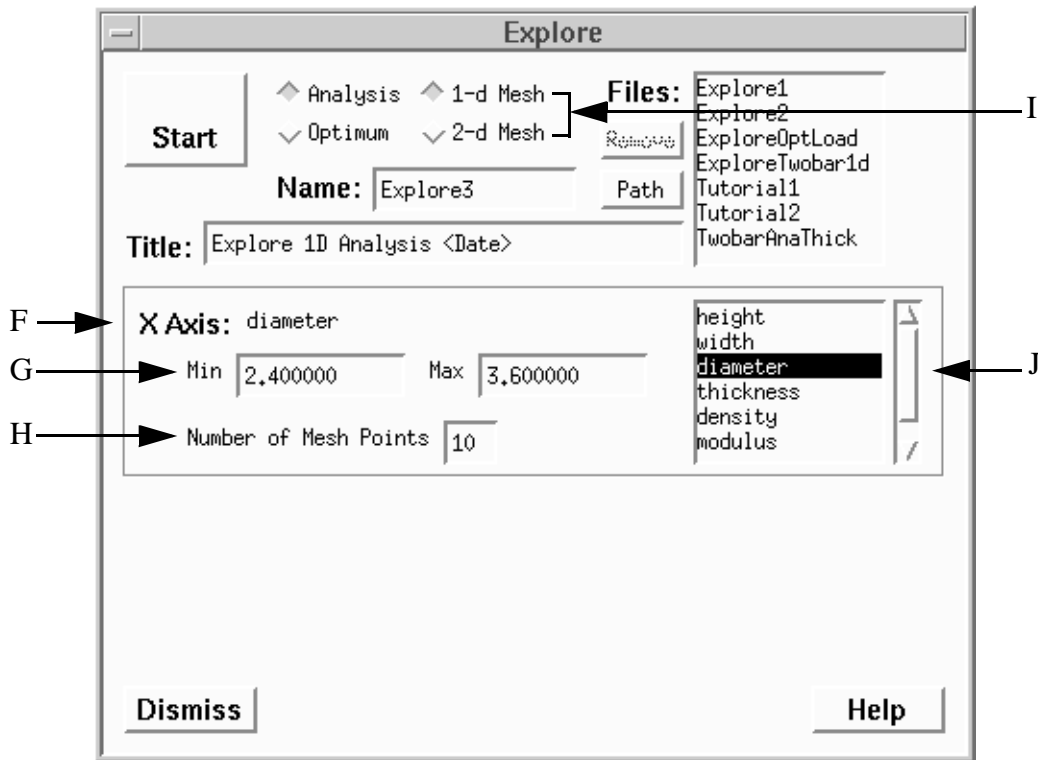 Explore
Start
Analysis
1-d Mesh
Optimum
2-d Mesh
Files:
Remove
Path
Explore1
Explore2
ExploreOptLoad
ExploreTwobar1d
Tutorial1
Tutorial2
TwobarAnaThick
I
Name: Explore3
Title: Explore 1D Analysis <Date>
F
X Axis: diameter
G
Min 2.400000 Max 3.600000
H
Number of Mesh Points 10
height
width
diameter
thickness
density
modulus
J
Dismiss
Help